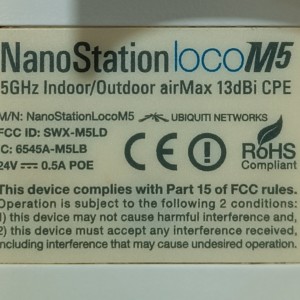 NanoStation locoM5
5GHz Indoor/Outdoor airMax 13dBi CPE
M/N: NanoStationLocoM5
UBIQUITI NETWORKS
FCC ID: SWX-M5LD
C: 6545A-M5LB
24V 0.5A POE
CE
RoHS
Compliant
This device complies with Part 15 of FCC rules.
Operation is subject to the following 2 conditions:
1) this device may not cause harmful interference and,
2) this device must accept any interference received,
including interference that may cause undesired operation.